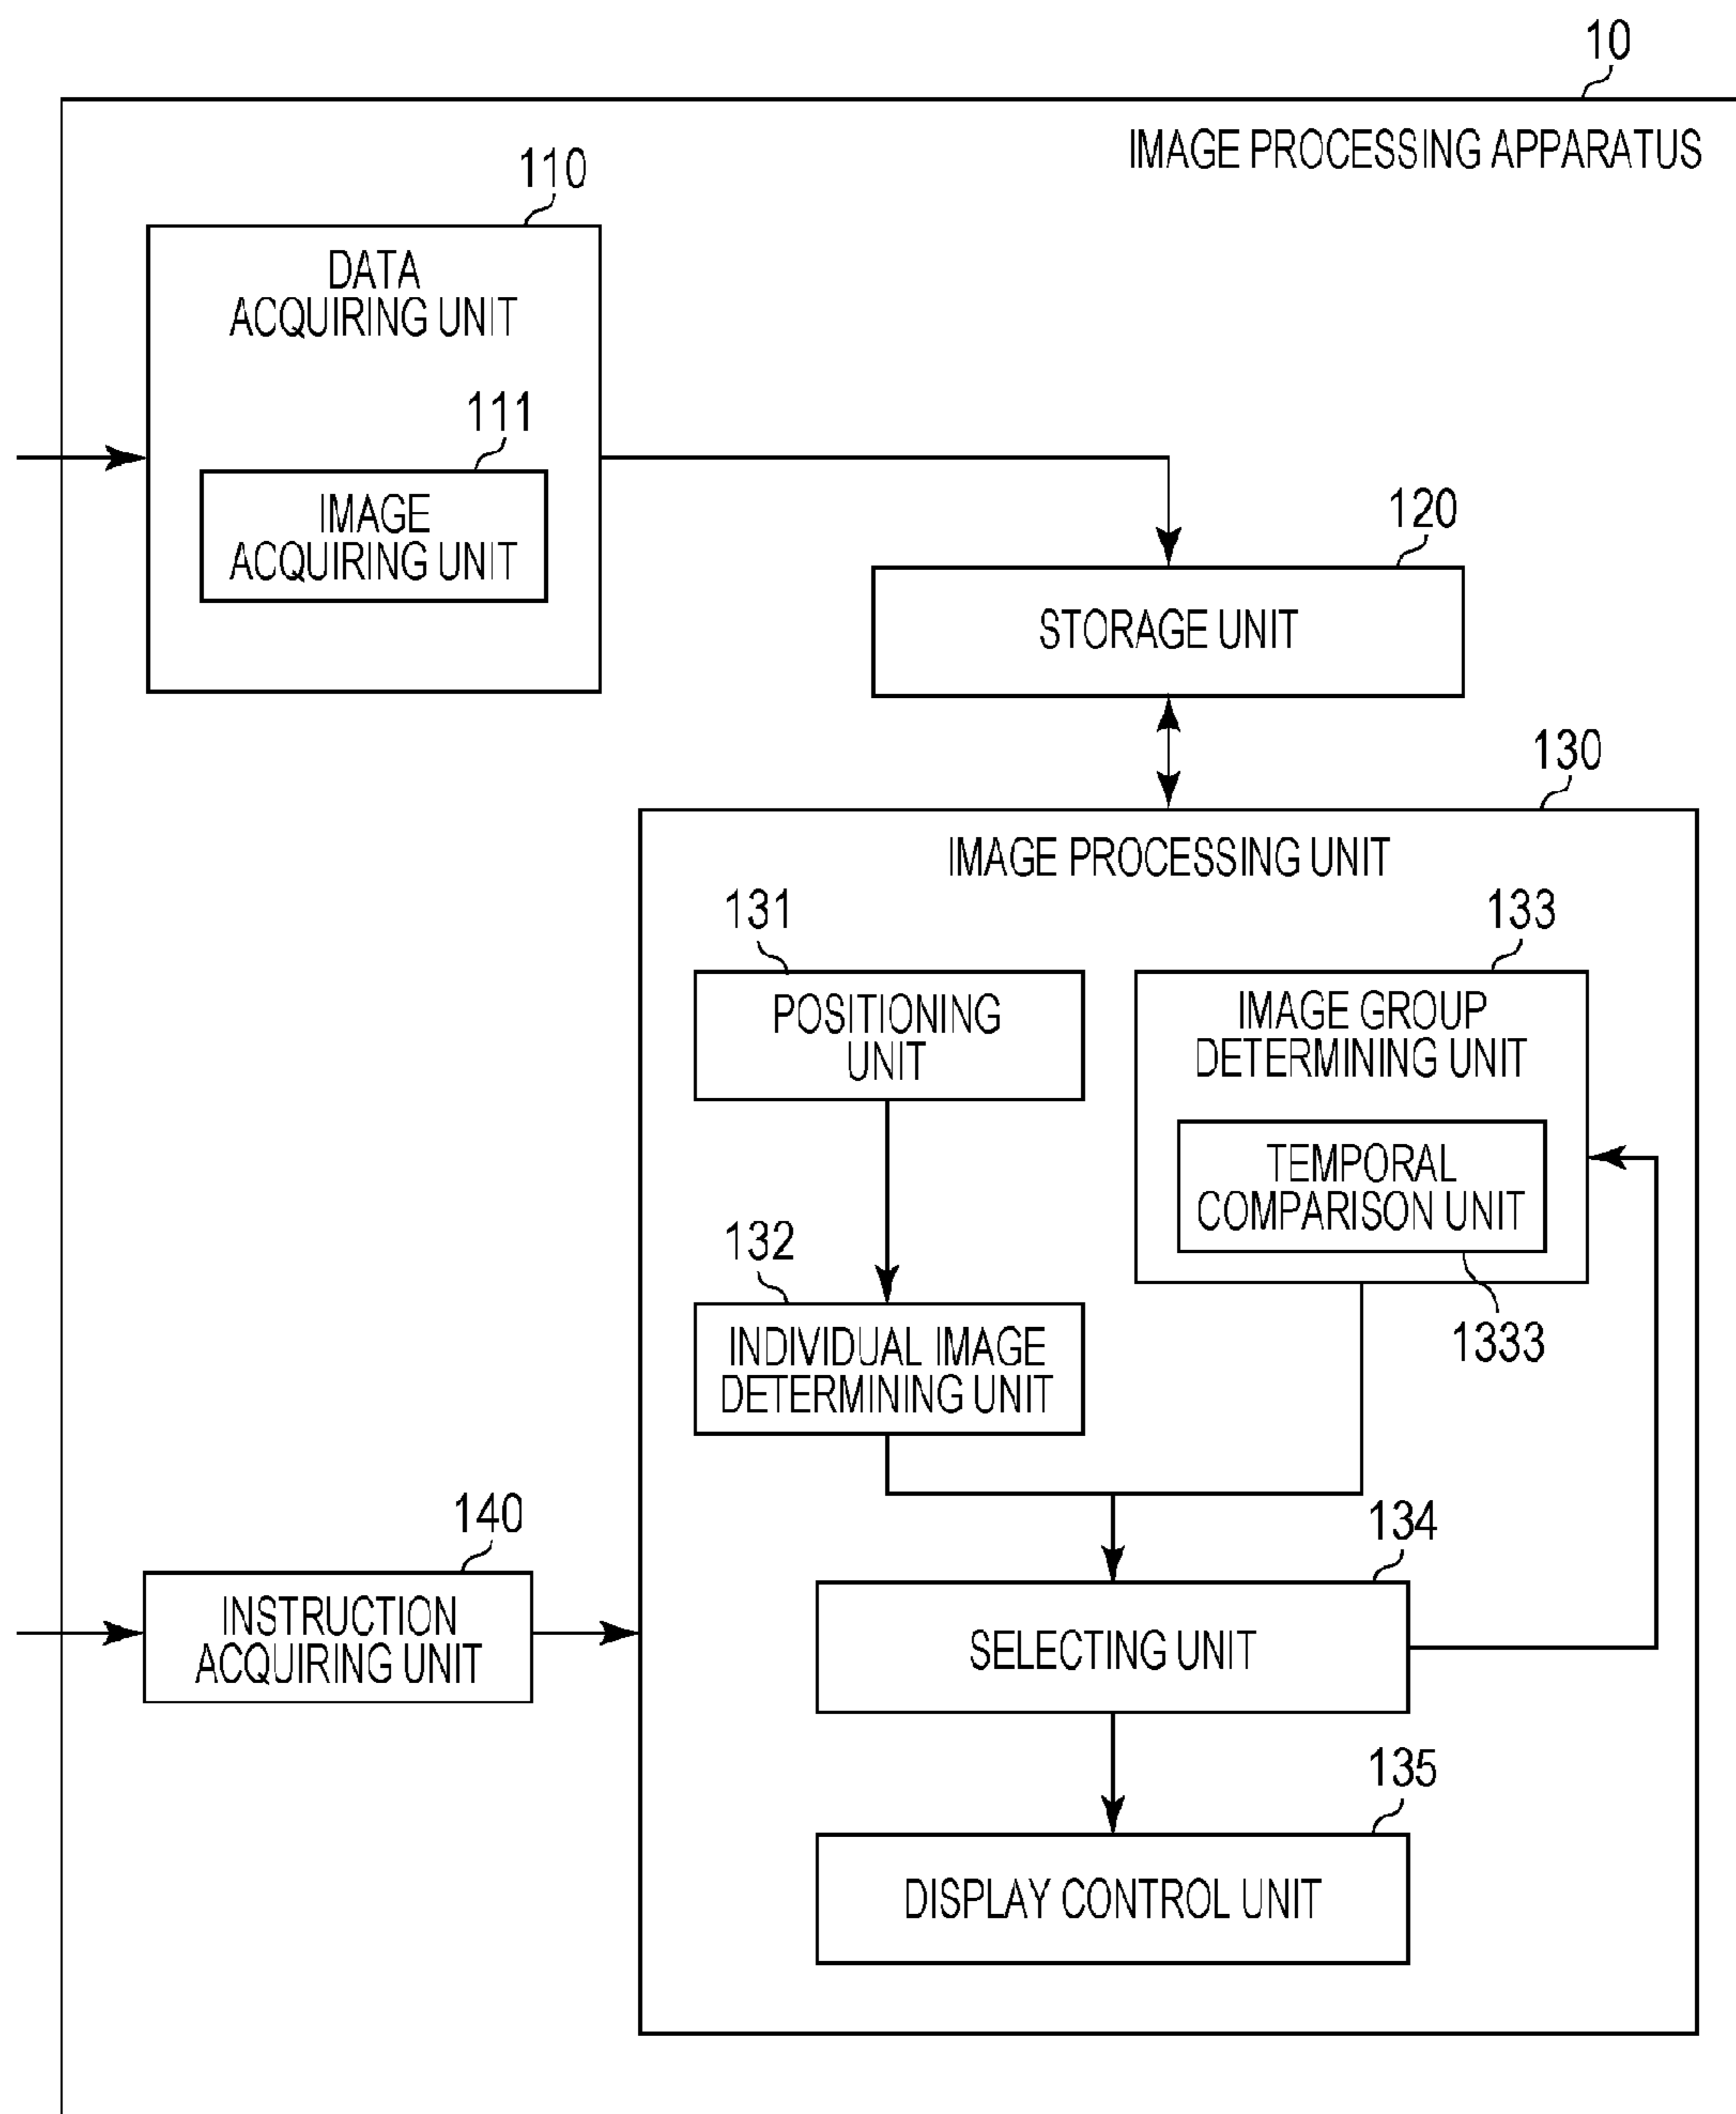 10
IMAGE PROCESSING APPARATUS
110
DATA
ACQUIRING UNIT
111
IMAGE
ACQUIRING UNIT
120
STORAGE UNIT
130
IMAGE PROCESSING UNIT
131
POSITIONING
UNIT
133
IMAGE GROUP
DETERMINING UNIT
TEMPORAL
COMPARISON UNIT
1333
132
INDIVIDUAL IMAGE
DETERMINING UNIT
140
INSTRUCTION
ACQUIRING UNIT
134
SELECTING UNIT
135
DISPLAY CONTROL UNIT